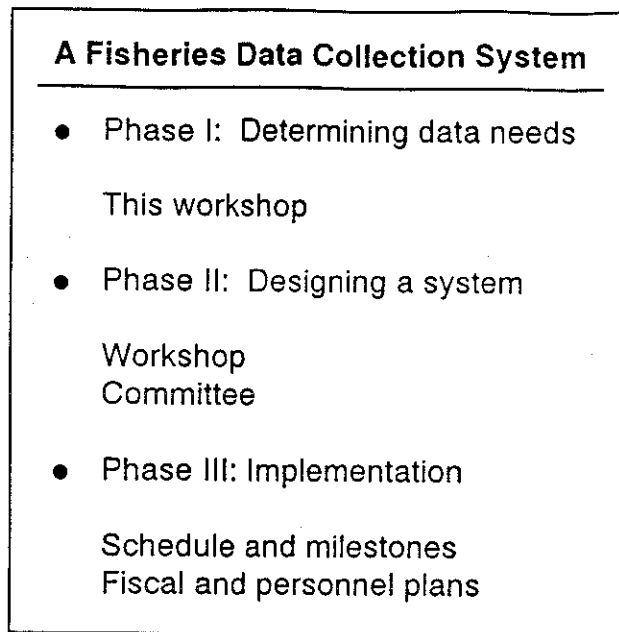 A Fisheries Data Collection System
● Phase I: Determining data needs
This workshop
● Phase II: Designing a system
Workshop
Committee
● Phase III: Implementation
Schedule and milestones
Fiscal and personnel plans